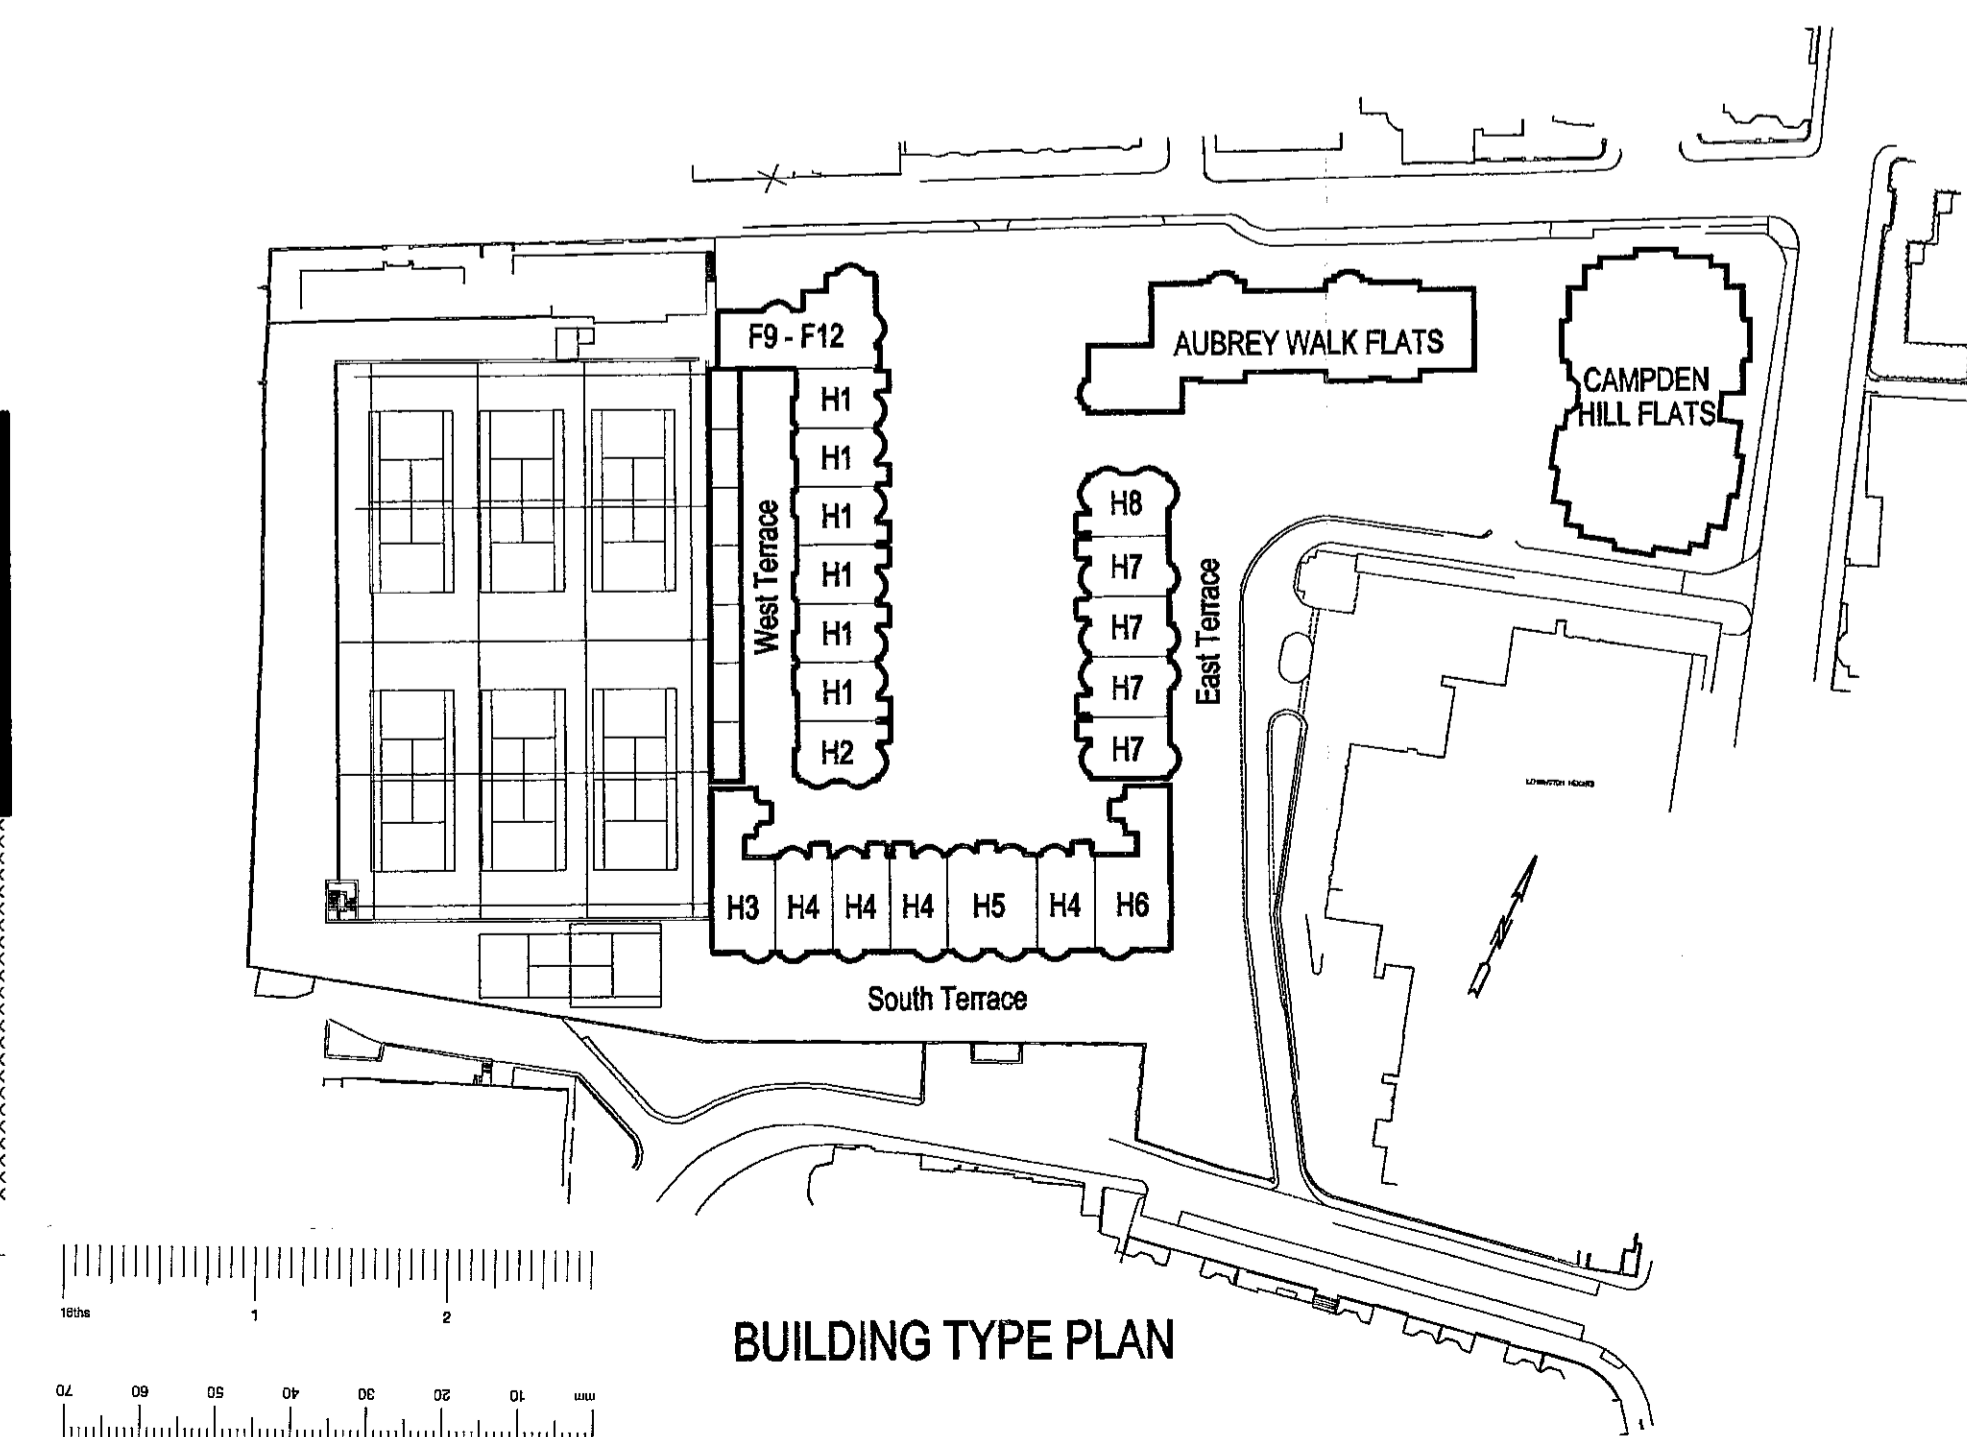 F9 - F12
AUBREY WALK FLATS
CAMPDEN
HILL FLATS
H1
H1
H1
H1
H1
H1
H2
West Terrace
H8
H7
H7
H7
H7
East Terrace
H3 H4 H4 H4 H5 H4 H6
South Terrace
N
16ths
1 2
BUILDING TYPE PLAN
70 60 50 40 30 20 10 mm